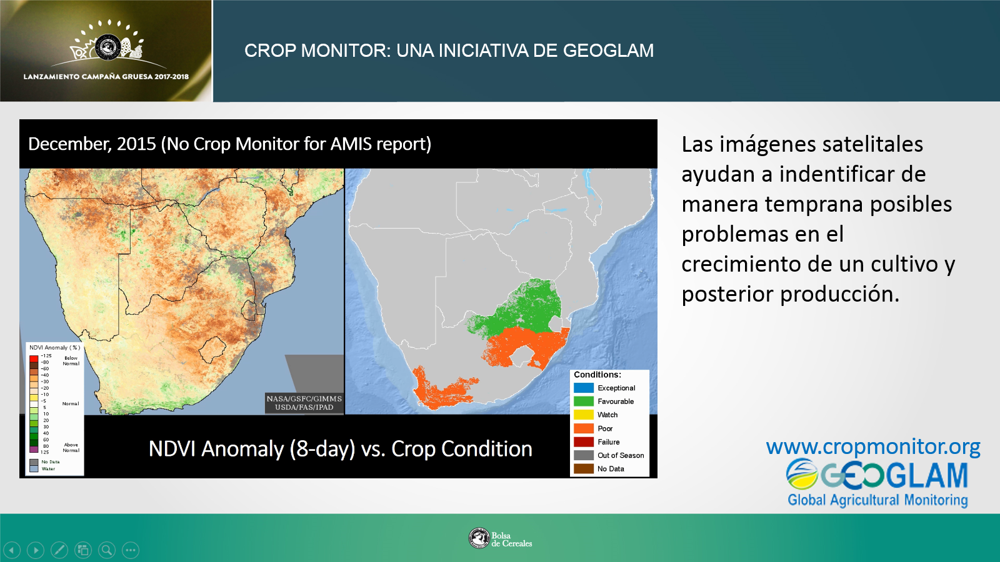 LANZAMIENTO CAMPAÑA GRUESA 2017-2018
CROP MONITOR: UNA INICIATIVA DE GEOGLAM
December, 2015 (No Crop Monitor for AMIS report)
NDVI Anomaly (%)
-125
-80
-60
-40
-30
-20
-10
-5
5
10
20
30
40
60
80
125
Below
Normal
Normal
Above
Normal
No Data
Water
NASA/GSFC/GIMMS
USDA/FAS/IPAD
Conditions:
Exceptional
Favourable
Watch
Poor
Failure
Out of Season
No Data
NDVI Anomaly (8-day) vs. Crop Condition
Las imágenes satelitales
ayudan a indentificar de
manera temprana posibles
problemas en el
crecimiento de un cultivo y
posterior producción.
www.cropmonitor.org
GEOGLAM
Global Agricultural Monitoring
Bolsa
de Cereales